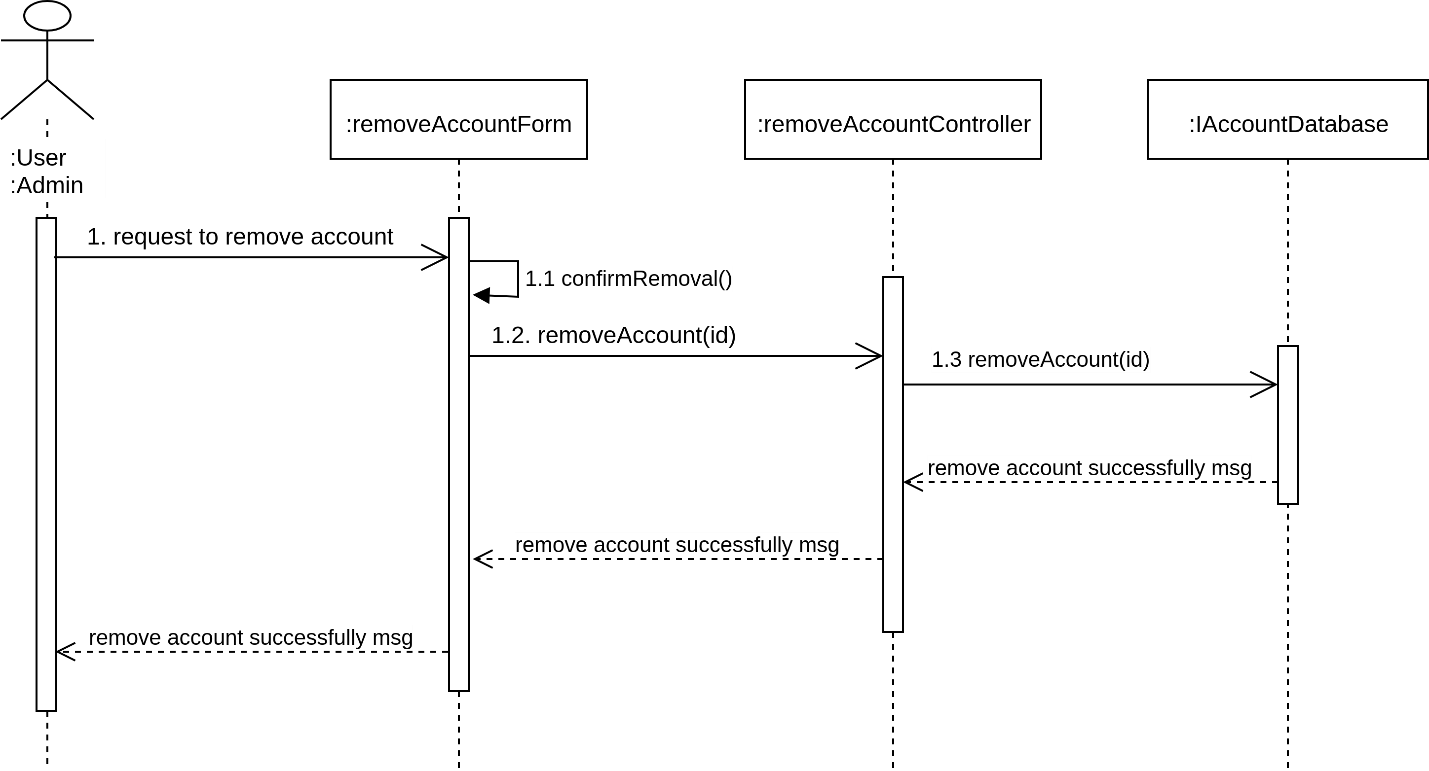 :removeAccountForm
:removeAccountController
:IAccountDatabase
:User
:Admin
1. request to remove account
1.1 confirmRemoval()
1.2. removeAccount(id)
1.3 removeAccount(id)
remove account successfully msg
remove account successfully msg
remove account successfully msg